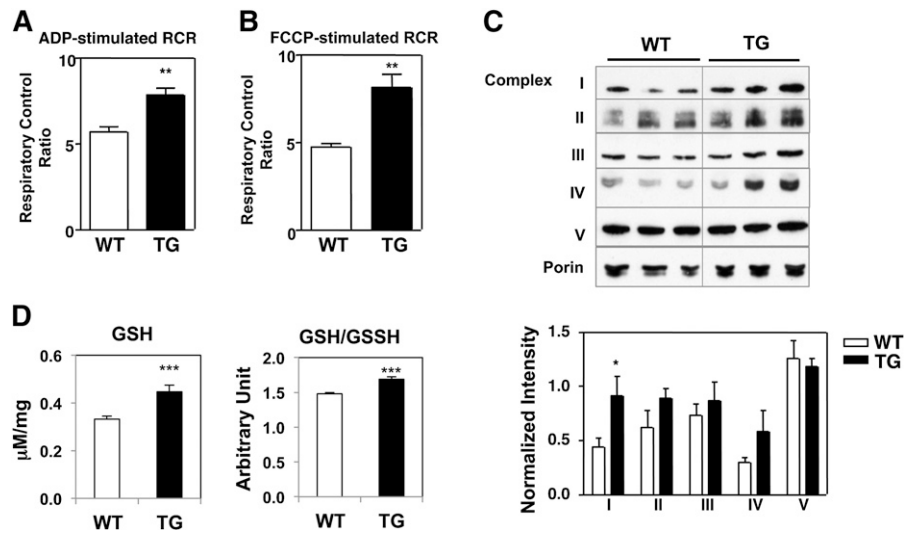 A
ADP-stimulated RCR
Respiratory Control
Ratio
10
5
0
**
WT TG
B
FCCP-stimulated RCR
Respiratory Control
Ratio
10
5
0
**
WT TG
C
WT TG
Complex I
II
III
IV
V
Porin
Normalized Intensity
1.5
1.0
0.5
0.0
*
I II III IV V
WT
TG
D
GSH
μM/mg
0.6
0.4
0.2
0.0
***
WT TG
GSH/GSSH
Arbitrary Unit
2.0
1.5
1.0
0.5
0.0
***
WT TG